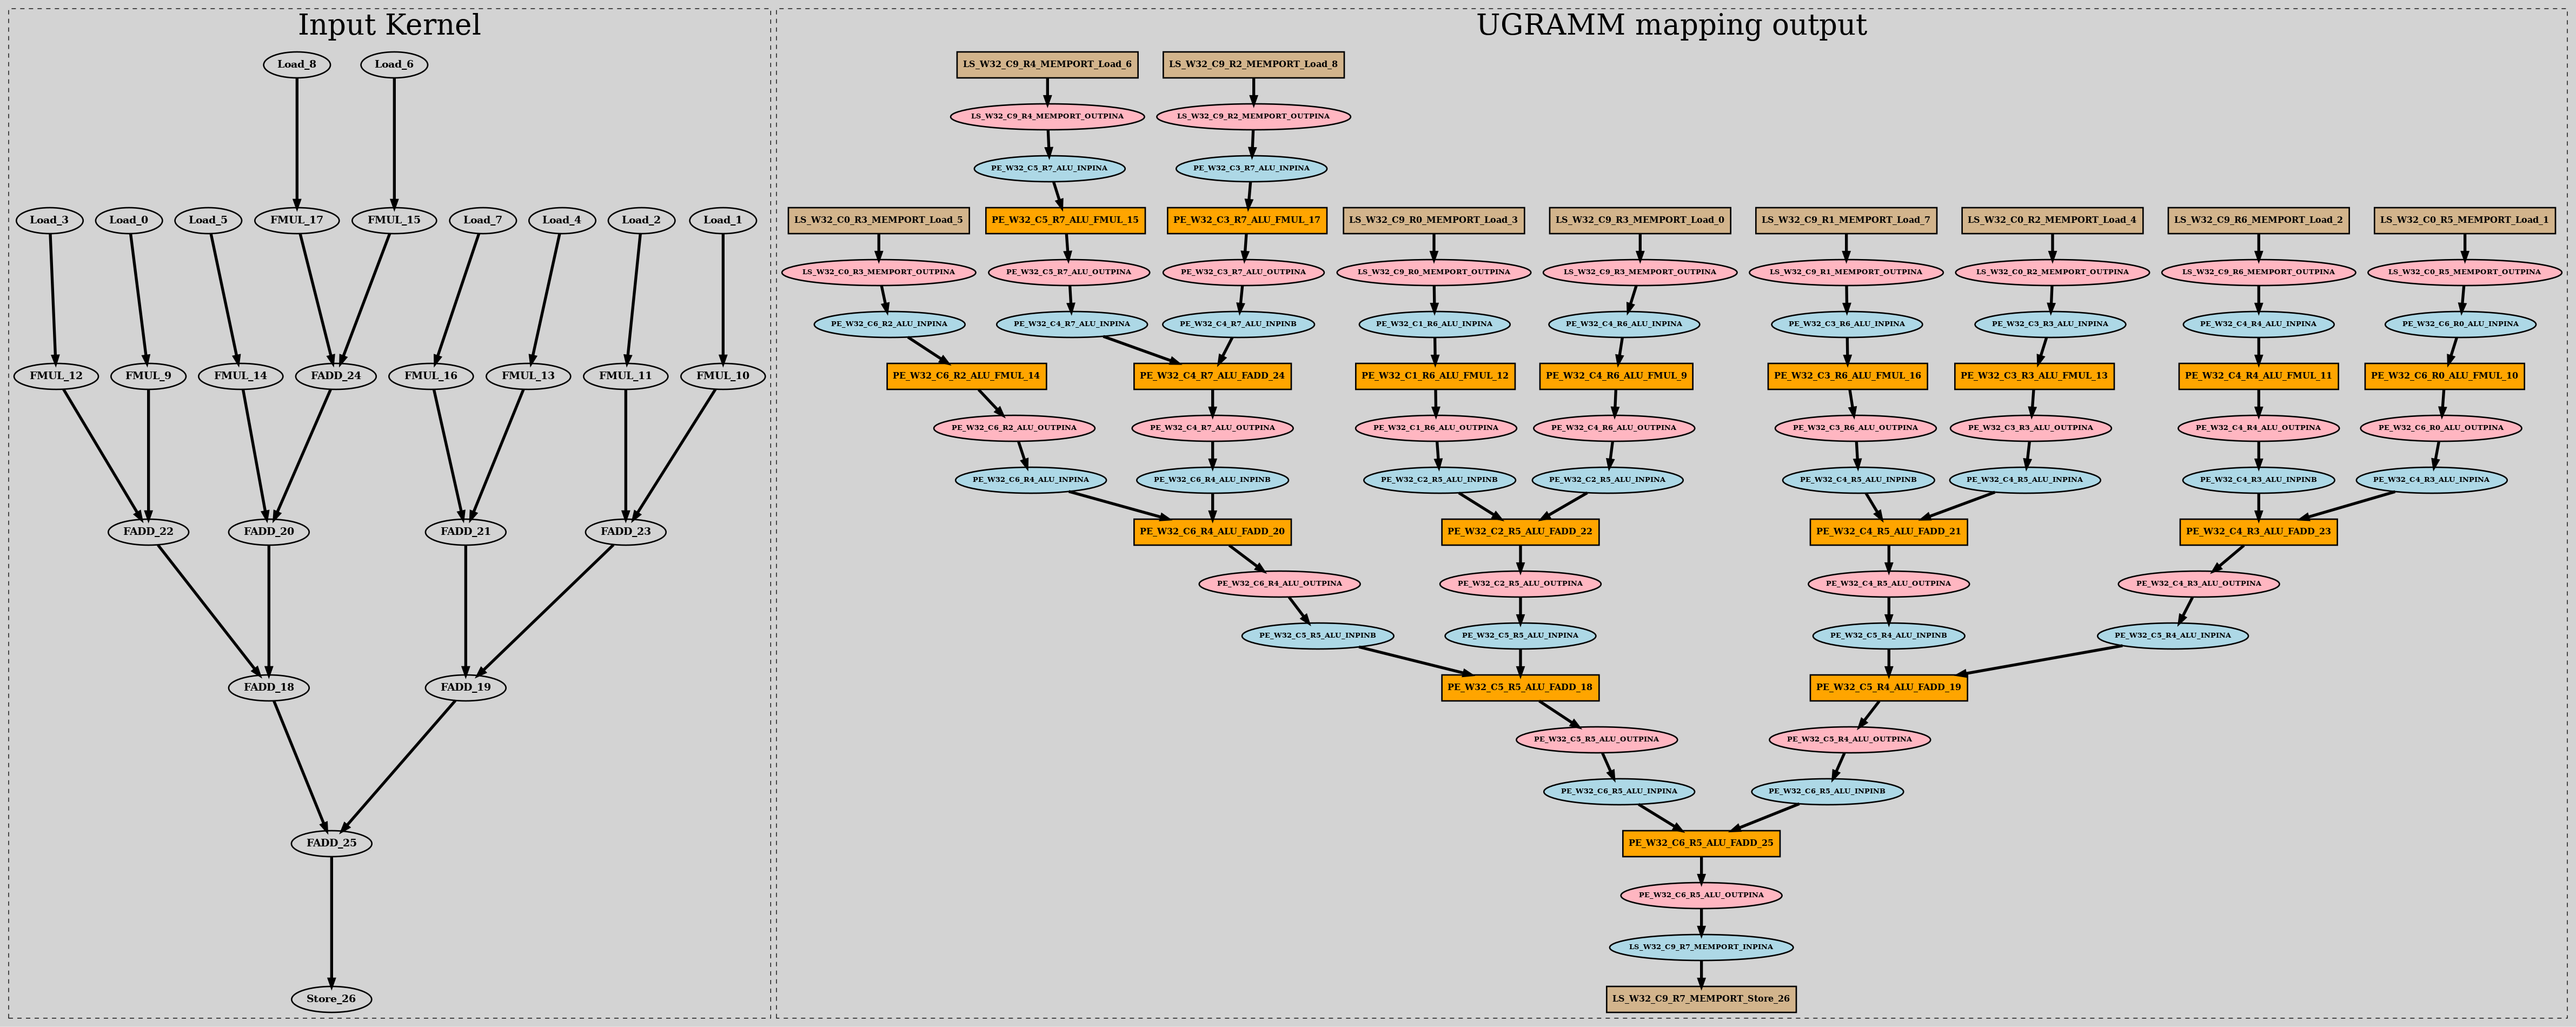 Input Kernel
Load_8
Load_6
Load_3
Load_0
Load_5
FMUL_17
FMUL_15
Load_7
Load_4
Load_2
Load_1
FMUL_12
FMUL_9
FMUL_14
FADD_24
FMUL_16
FMUL_13
FMUL_11
FMUL_10
FADD_22
FADD_20
FADD_21
FADD_23
FADD_18
FADD_19
FADD_25
Store_26
UGRAMM mapping output
LS_W32_C9_R4_MEMPORT_Load_6
LS_W32_C9_R2_MEMPORT_Load_8
LS_W32_C9_R4_MEMPORT_OUTPINA
LS_W32_C9_R2_MEMPORT_OUTPINA
PE_W32_C5_R7_ALU_INPINA
PE_W32_C3_R7_ALU_INPINA
LS_W32_C0_R3_MEMPORT_Load_5
PE_W32_C5_R7_ALU_FMUL_15
PE_W32_C3_R7_ALU_FMUL_17
LS_W32_C9_R0_MEMPORT_Load_3
LS_W32_C9_R3_MEMPORT_Load_0
LS_W32_C9_R1_MEMPORT_Load_7
LS_W32_C0_R2_MEMPORT_Load_4
LS_W32_C9_R6_MEMPORT_Load_2
LS_W32_C0_R5_MEMPORT_Load_1
LS_W32_C0_R3_MEMPORT_OUTPINA
PE_W32_C5_R7_ALU_OUTPINA
PE_W32_C3_R7_ALU_OUTPINA
LS_W32_C9_R0_MEMPORT_OUTPINA
LS_W32_C9_R3_MEMPORT_OUTPINA
LS_W32_C9_R1_MEMPORT_OUTPINA
LS_W32_C0_R2_MEMPORT_OUTPINA
LS_W32_C9_R6_MEMPORT_OUTPINA
LS_W32_C0_R5_MEMPORT_OUTPINA
PE_W32_C6_R2_ALU_INPINA
PE_W32_C4_R7_ALU_INPINA
PE_W32_C4_R7_ALU_INPINB
PE_W32_C1_R6_ALU_INPINA
PE_W32_C4_R6_ALU_INPINA
PE_W32_C3_R6_ALU_INPINA
PE_W32_C3_R3_ALU_INPINA
PE_W32_C4_R4_ALU_INPINA
PE_W32_C6_R0_ALU_INPINA
PE_W32_C6_R2_ALU_FMUL_14
PE_W32_C4_R7_ALU_FADD_24
PE_W32_C1_R6_ALU_FMUL_12
PE_W32_C4_R6_ALU_FMUL_9
PE_W32_C3_R6_ALU_FMUL_16
PE_W32_C3_R3_ALU_FMUL_13
PE_W32_C4_R4_ALU_FMUL_11
PE_W32_C6_R0_ALU_FMUL_10
PE_W32_C6_R2_ALU_OUTPINA
PE_W32_C4_R7_ALU_OUTPINA
PE_W32_C1_R6_ALU_OUTPINA
PE_W32_C4_R6_ALU_OUTPINA
PE_W32_C3_R6_ALU_OUTPINA
PE_W32_C3_R3_ALU_OUTPINA
PE_W32_C4_R4_ALU_OUTPINA
PE_W32_C6_R0_ALU_OUTPINA
PE_W32_C6_R4_ALU_INPINA
PE_W32_C6_R4_ALU_INPINB
PE_W32_C2_R5_ALU_INPINB
PE_W32_C2_R5_ALU_INPINA
PE_W32_C4_R5_ALU_INPINB
PE_W32_C4_R5_ALU_INPINA
PE_W32_C4_R3_ALU_INPINB
PE_W32_C4_R3_ALU_INPINA
PE_W32_C6_R4_ALU_FADD_20
PE_W32_C2_R5_ALU_FADD_22
PE_W32_C4_R5_ALU_FADD_21
PE_W32_C4_R3_ALU_FADD_23
PE_W32_C6_R4_ALU_OUTPINA
PE_W32_C2_R5_ALU_OUTPINA
PE_W32_C4_R5_ALU_OUTPINA
PE_W32_C4_R3_ALU_OUTPINA
PE_W32_C5_R5_ALU_INPINB
PE_W32_C5_R5_ALU_INPINA
PE_W32_C5_R4_ALU_INPINB
PE_W32_C5_R4_ALU_INPINA
PE_W32_C5_R5_ALU_FADD_18
PE_W32_C5_R4_ALU_FADD_19
PE_W32_C5_R5_ALU_OUTPINA
PE_W32_C5_R4_ALU_OUTPINA
PE_W32_C6_R5_ALU_INPINA
PE_W32_C6_R5_ALU_INPINB
PE_W32_C6_R5_ALU_FADD_25
PE_W32_C6_R5_ALU_OUTPINA
LS_W32_C9_R7_MEMPORT_INPINA
LS_W32_C9_R7_MEMPORT_Store_26